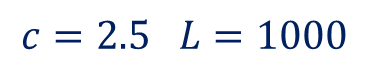 c = 2.5 L = 1000